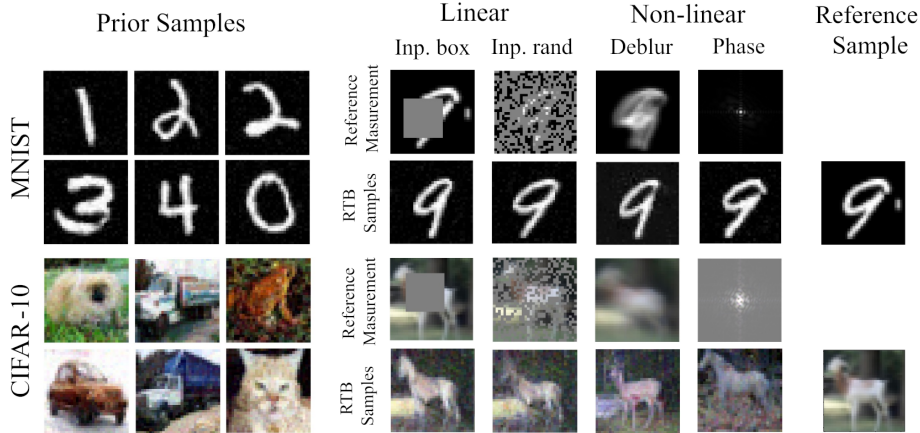 Prior Samples
Linear
Non-linear
Reference
Sample
Inp. box
Inp. rand
Deblur
Phase
MNIST
Reference
Masurement
RTB
Samples
CIFAR-10
Reference
Masurement
RTB
Samples